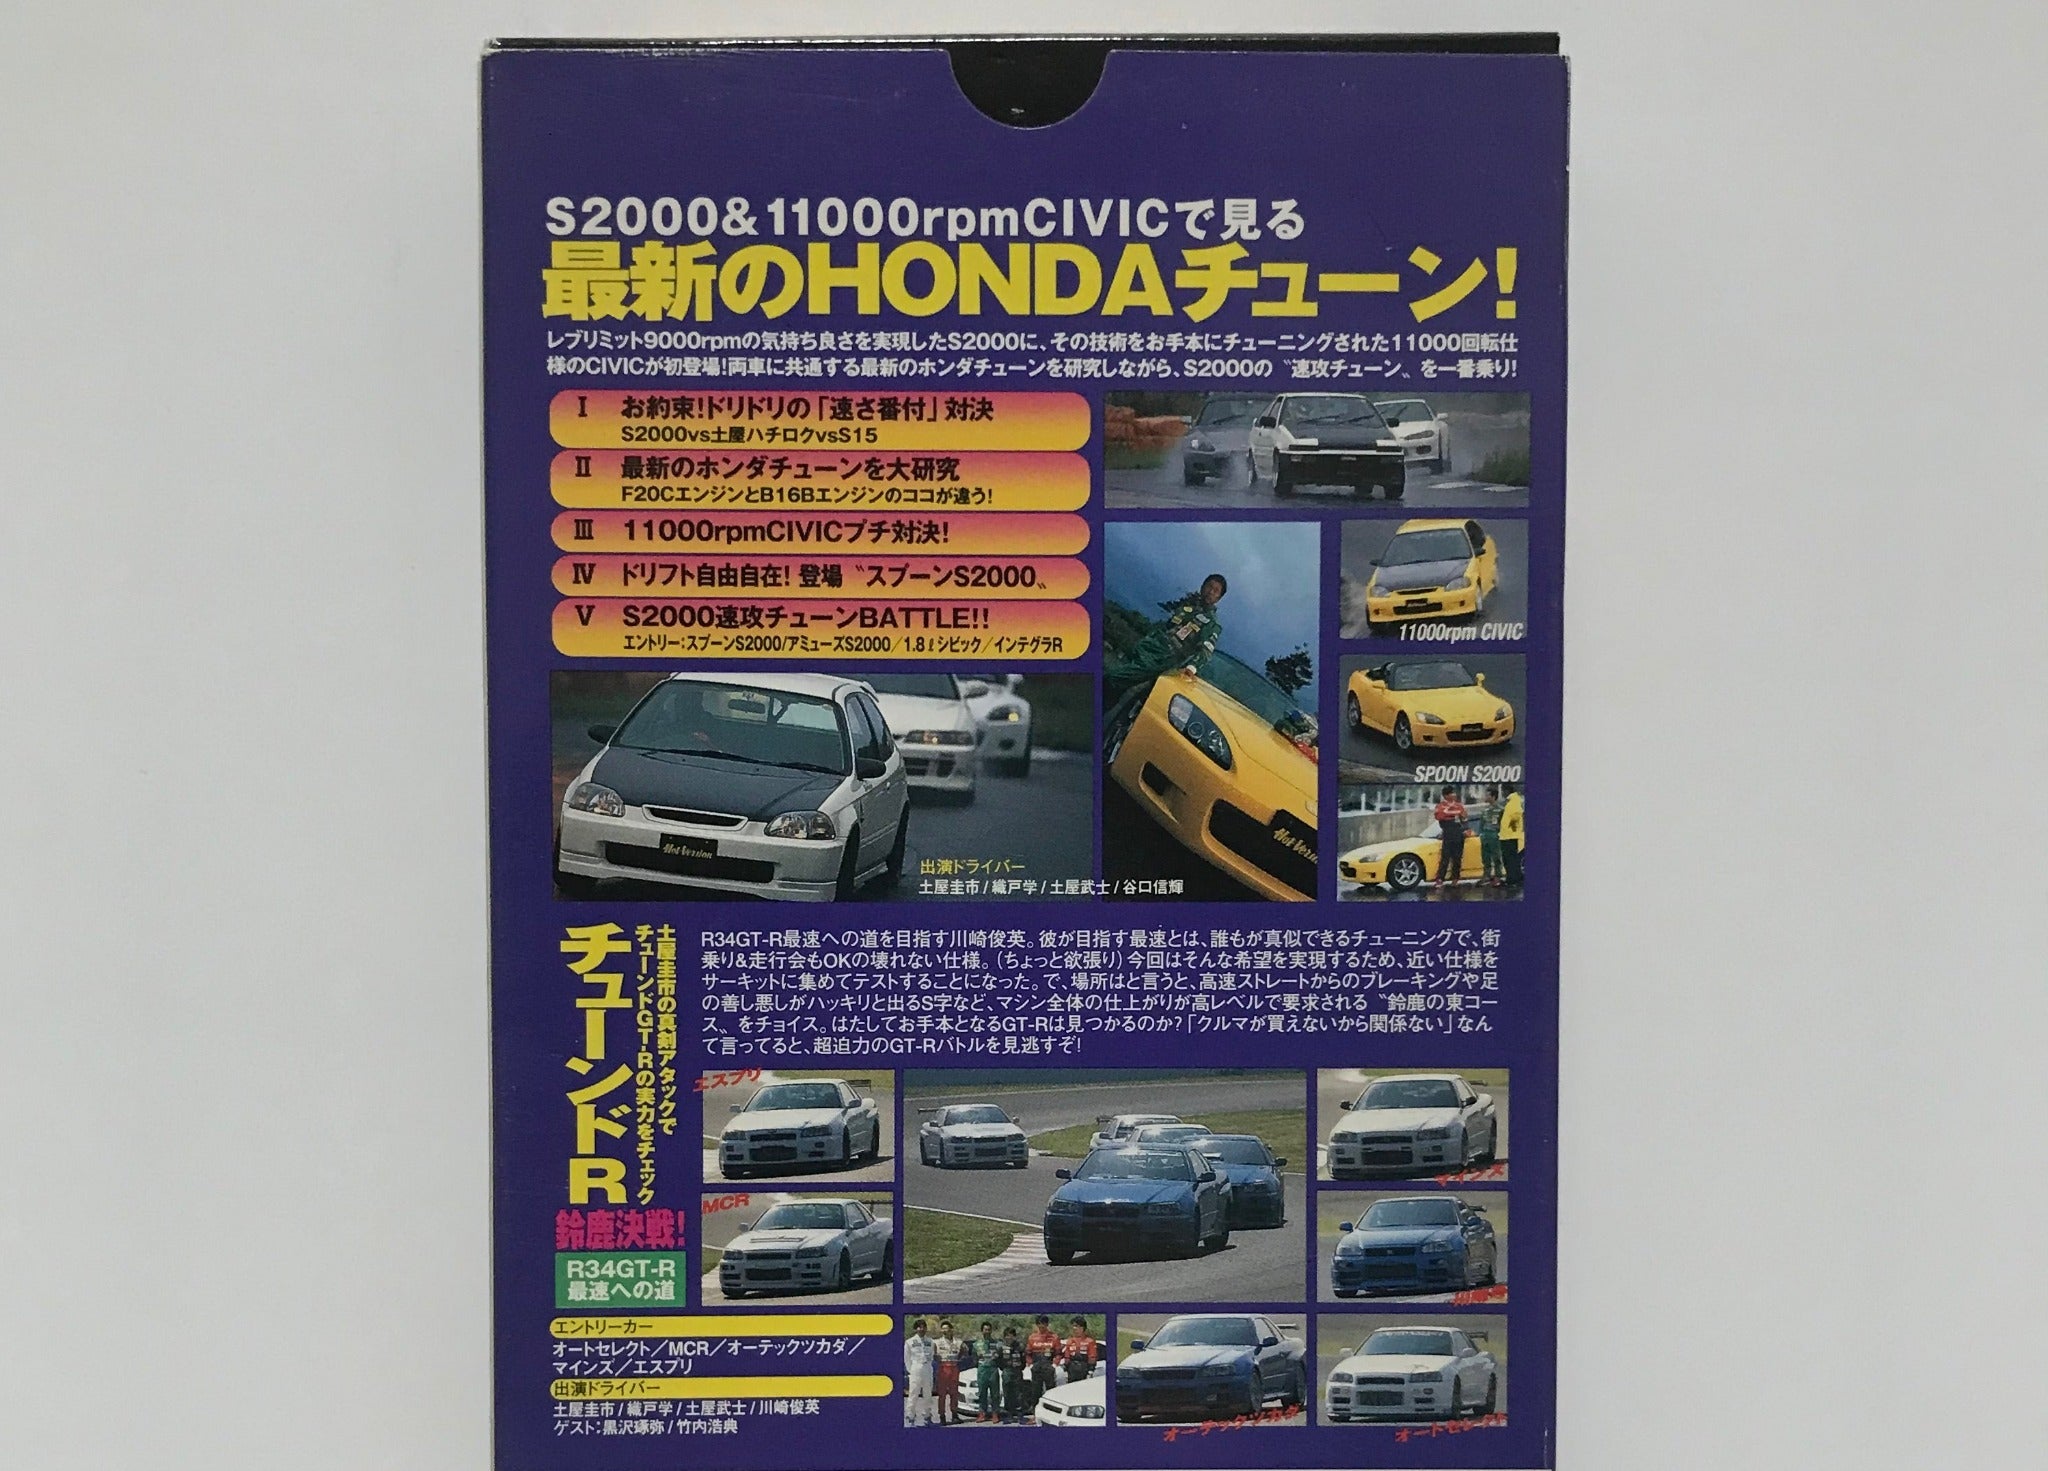 S2000&11000rpmCIVICで見る
最新のHONDAチューン!
レブリミット9000rpmの気持ち良さを実現したS2000に、その技術をお手本にチューニングされた11000回転仕
様のCIVICが初登場!両車に共通する最新のホンダチューンを研究しながら、S2000の〝速攻チューン〟を一番乗り!
I お約束!ドリドリの「速さ番付」対決
S2000vs土屋ハチロクvsS15
II 最新のホンダチューンを大研究
F20CエンジンとB16Bエンジンのココが違う!
III 11000rpmCIVICプチ対決!
IV ドリフト自由自在!登場〝スプーンS2000〟
V S2000速攻チューンBATTLE!!
エントリー:スプーンS2000/アミューズS2000/1.8ℓシビック/インテグラR
11000rpm CIVIC
SPOON S2000
Hot Version
Hot Version
出演ドライバー
土屋圭市/織戸学/土屋武士/谷口信輝
土屋圭市の真剣アタックで
チューンドGT-Rの実力をチェック
チューンドR
鈴鹿決戦!
R34GT-R
最速への道
R34GT-R最速への道を目指す川崎俊英。彼が目指す最速とは、誰もが真似できるチューニングで、街
乗り&走行会もOKの壊れない仕様。(ちょっと欲張り)今回はそんな希望を実現するため、近い仕様を
サーキットに集めてテストすることになった。で、場所はと言うと、高速ストレートからのブレーキングや足
の善し悪しがハッキリと出るS字など、マシン全体の仕上がりが高レベルで要求される〝鈴鹿の東コー
ス〟をチョイス。はたしてお手本となるGT-Rは見つかるのか?「クルマが買えないから関係ない」なん
て言ってると、超迫力のGT-Rバトルを見逃すぞ!
エスプリ
マインズ
MCR
オーテックツカダ
オートセレクト
エントリーカー
オートセレクト/MCR/オーテックツカダ/
マインズ/エスプリ
出演ドライバー
土屋圭市/織戸学/土屋武士/川崎俊英
ゲスト:黒沢琢弥/竹内浩典